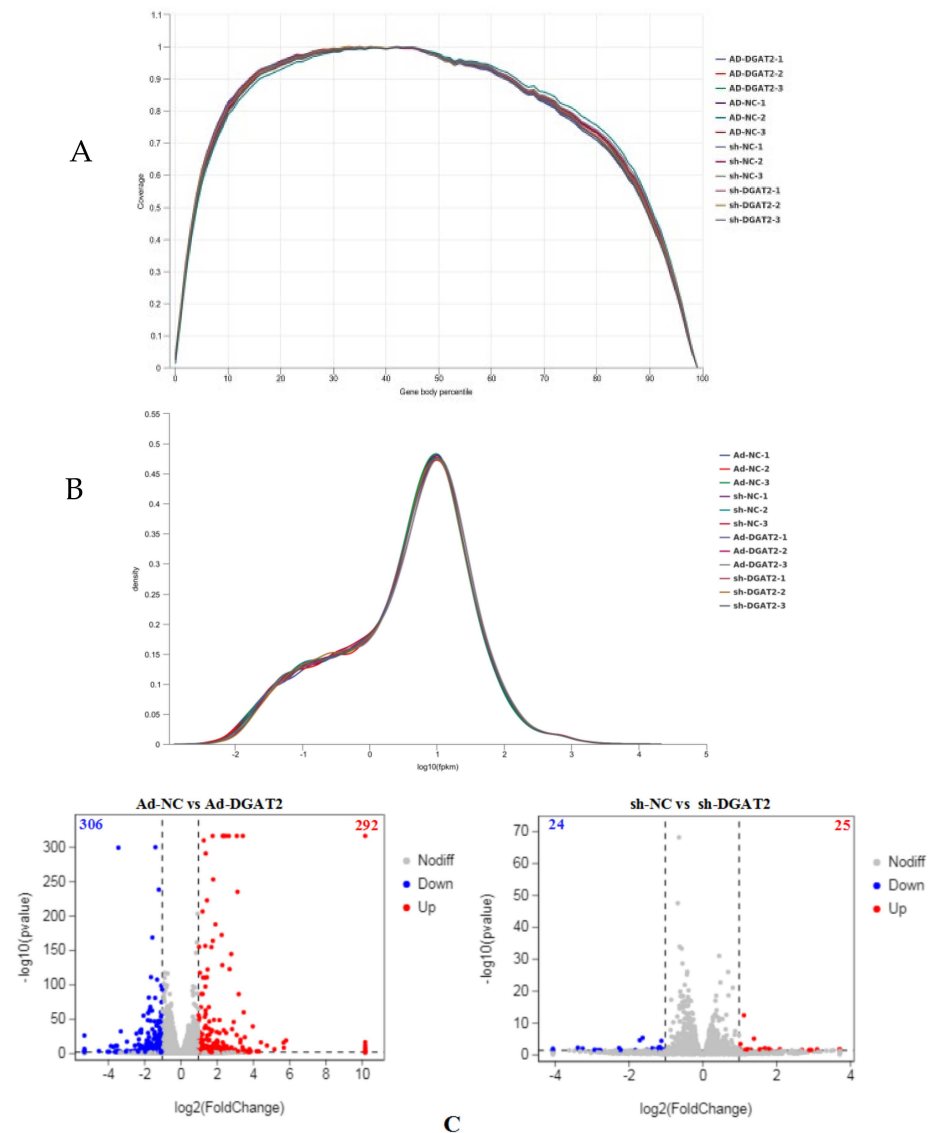 A
1.1
1
0.9
0.8
0.7
0.6
0.5
0.4
0.3
0.2
0.1
0
Coverage
0 10 20 30 40 50 60 70 80 90 100
Gene body percentile
AD-DGAT2-1
AD-DGAT2-2
AD-DGAT2-3
AD-NC-1
AD-NC-2
AD-NC-3
sh-NC-1
sh-NC-2
sh-NC-3
sh-DGAT2-1
sh-DGAT2-2
sh-DGAT2-3
B
0.55
0.5
0.45
0.4
0.35
0.3
0.25
0.2
0.15
0.1
0.05
0
density
-2 -1 0 1 2 3 4 5
log10(fpkm)
Ad-NC-1
Ad-NC-2
Ad-NC-3
sh-NC-1
sh-NC-2
sh-NC-3
Ad-DGAT2-1
Ad-DGAT2-2
Ad-DGAT2-3
sh-DGAT2-1
sh-DGAT2-2
sh-DGAT2-3
Ad-NC vs Ad-DGAT2
306 292
300
250
200
150
100
50
0
-log10(pvalue)
-4 -2 0 2 4 6 8 10
log2(FoldChange)
Nodiff
Down
Up
sh-NC vs sh-DGAT2
24 25
70
60
50
40
30
20
10
0
-log10(pvalue)
-4 -2 0 2 4
log2(FoldChange)
Nodiff
Down
Up
C